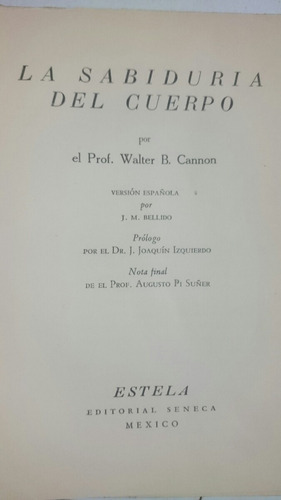 LA SABIDURIA
DEL CUERPO
por
el Prof. Walter B. Cannon
VERSIÓN ESPAÑOLA
por
J. M. BELLIDO
Prólogo
POR EL DR. J. JOAQUÍN IZQUIERDO
Nota final
DE EL PROF. AUGUSTO PI SUÑER
ESTELA
EDITORIAL SENECA
MEXICO